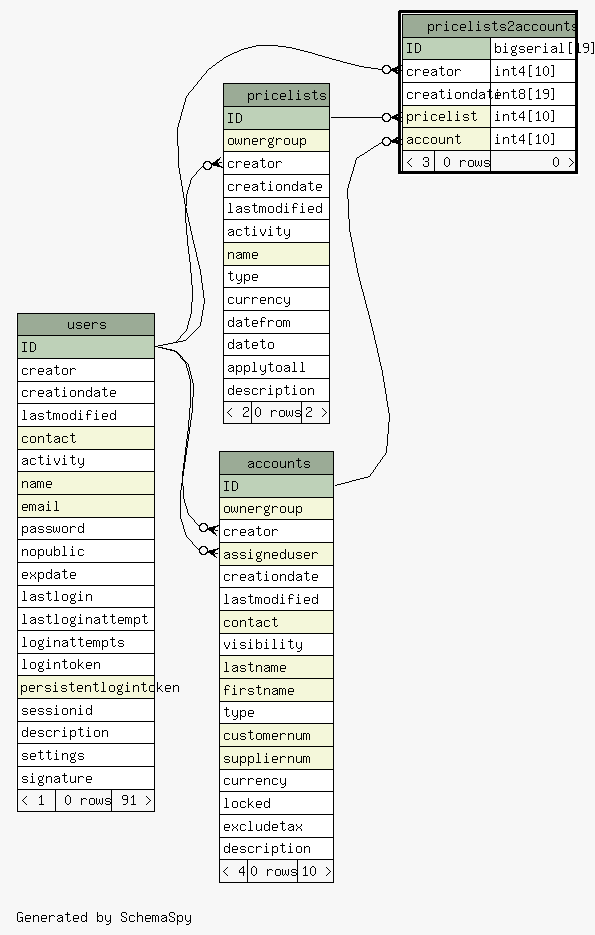 pricelists2accounts
ID bigserial[19]
creator int4[10]
creationdate int8[19]
pricelist int4[10]
account int4[10]
< 3 0 rows 0 >
pricelists
ID
ownergroup
creator
creationdate
lastmodified
activity
name
type
currency
datefrom
dateto
applytoall
description
< 2 0 rows 2 >
users
ID
creator
creationdate
lastmodified
contact
activity
name
email
password
nopublic
expdate
lastlogin
lastloginattempt
loginattempts
logintoken
persistentlogintoken
sessionid
description
settings
signature
< 1 0 rows 91 >
accounts
ID
ownergroup
creator
assigneduser
creationdate
lastmodified
contact
visibility
lastname
firstname
type
customernum
suppliernum
currency
locked
excludetax
description
< 4 0 rows 10 >
Generated by SchemaSpy